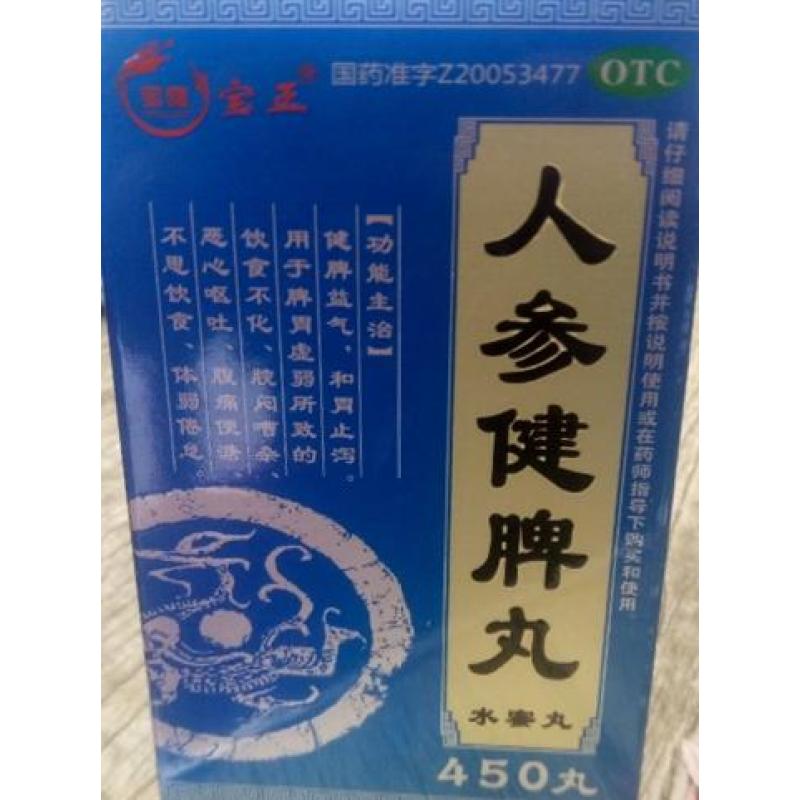 宝正®
国药准字Z20053477
OTC
请仔细阅读说明书并按说明使用或在药师指导下购买和使用
人参健脾丸
水蜜丸
450丸
【功能主治】
健脾益气,和胃止泻。
用于脾胃虚弱所致的
饮食不化、脘闷嘈杂、
恶心呕吐、腹痛便溏、
不思饮食、体弱倦怠。